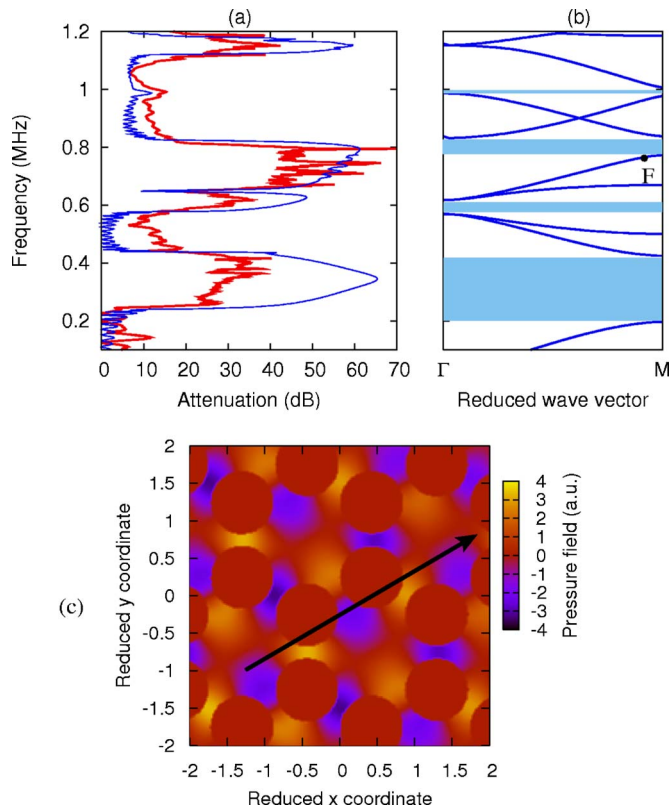 (a)
(b)
Frequency (MHz)
1.2
1
0.8
0.6
0.4
0.2
F
0 10 20 30 40 50 60 70
Γ M
Attenuation (dB)
Reduced wave vector
(c)
Reduced y coordinate
2
1.5
1
0.5
0
-0.5
-1
-1.5
-2
-2 -1.5 -1 -0.5 0 0.5 1 1.5 2
Reduced x coordinate
4
3
2
1
0
-1
-2
-3
-4
Pressure field (a.u.)